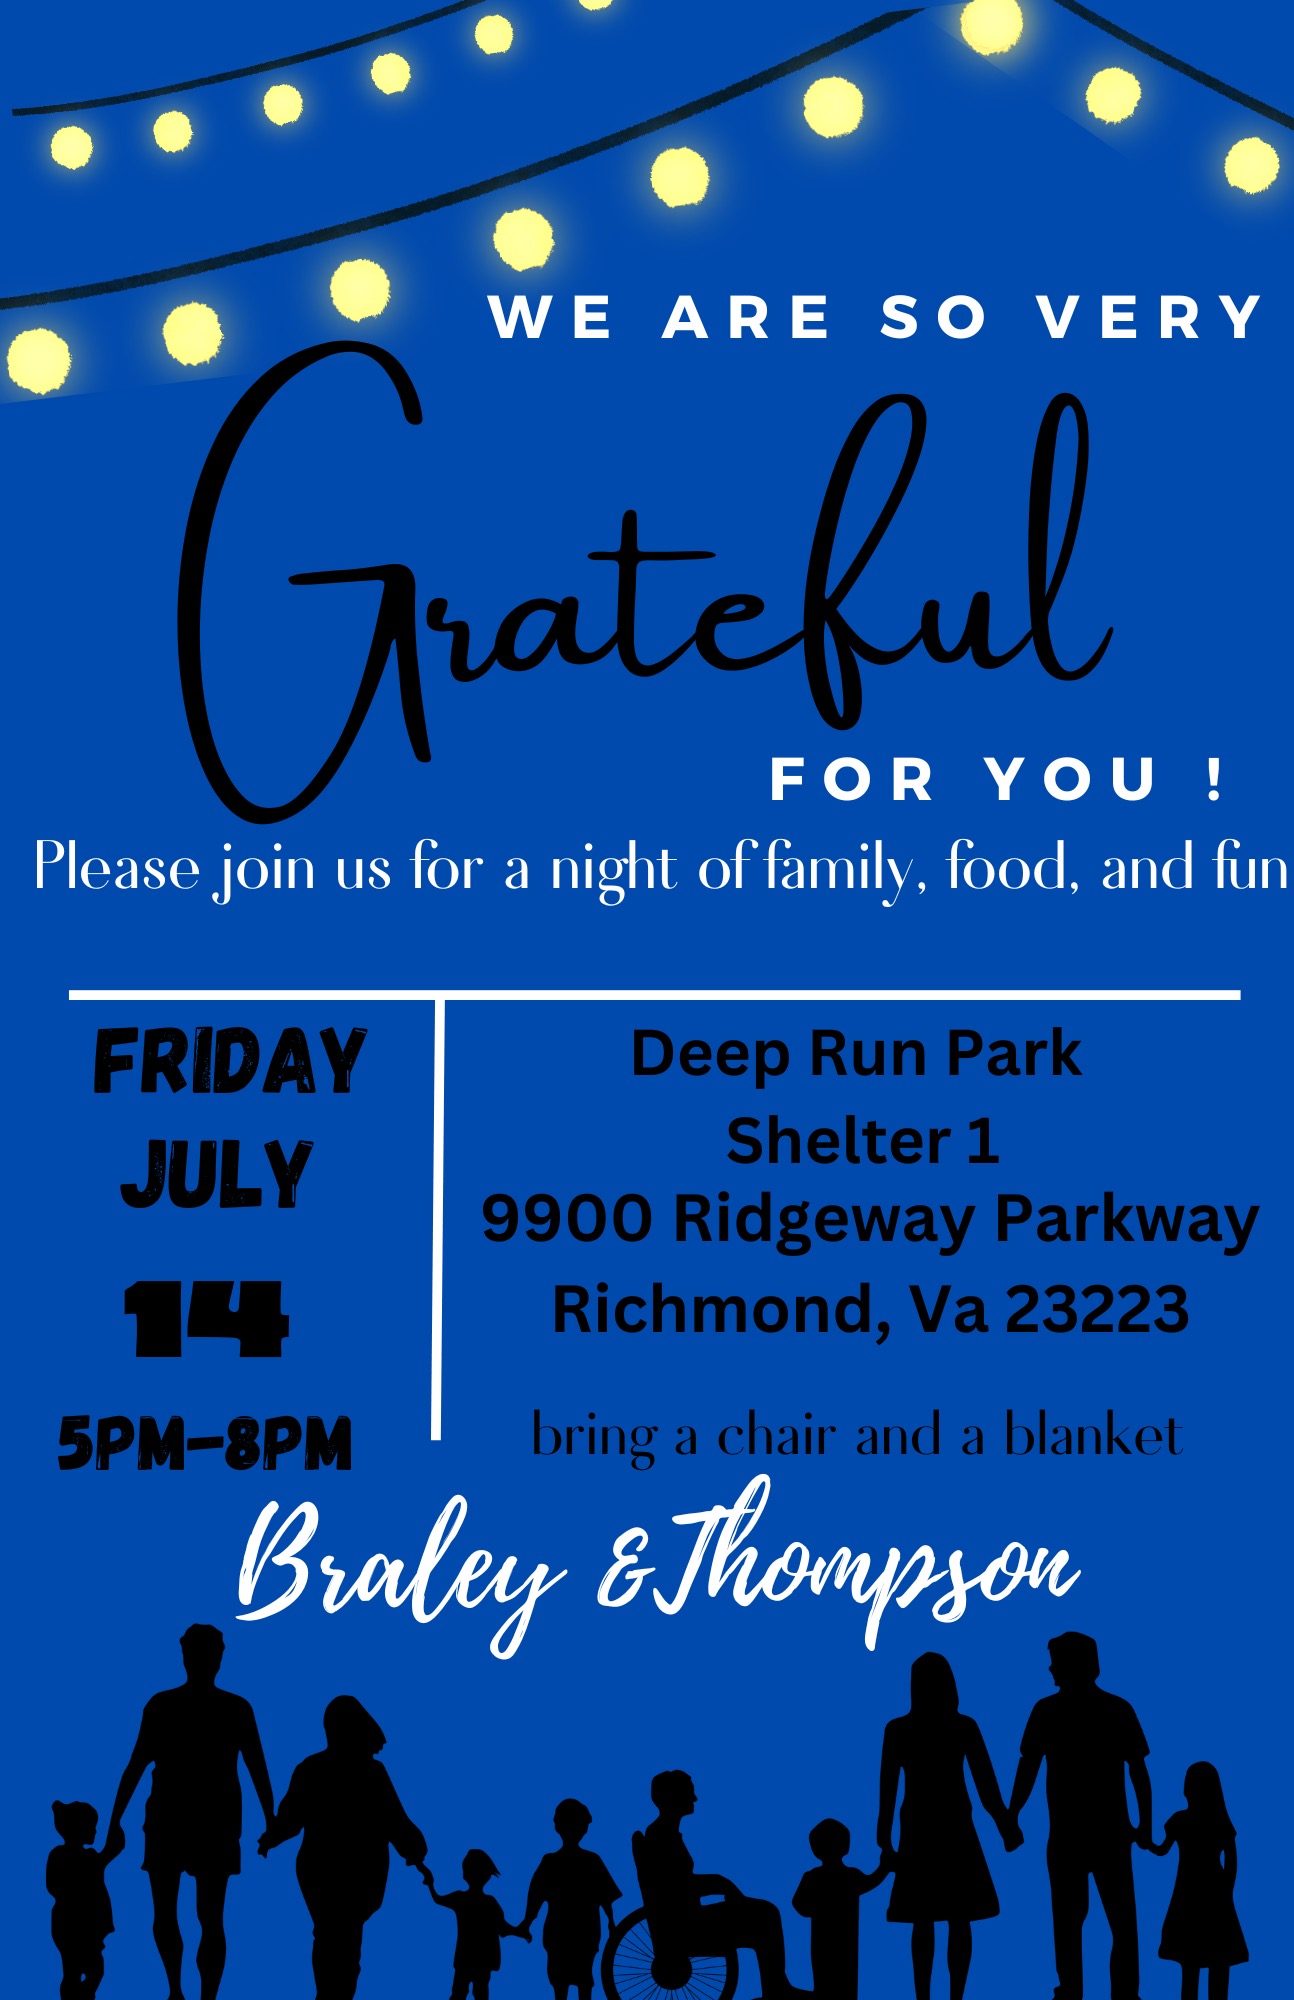 WE ARE SO VERY
Grateful
FOR YOU !
Please join us for a night of family, food, and fun
FRIDAY
JULY
14
5PM-8PM
Deep Run Park
Shelter 1
9900 Ridgeway Parkway
Richmond, Va 23223
bring a chair and a blanket
Braley & Thompson